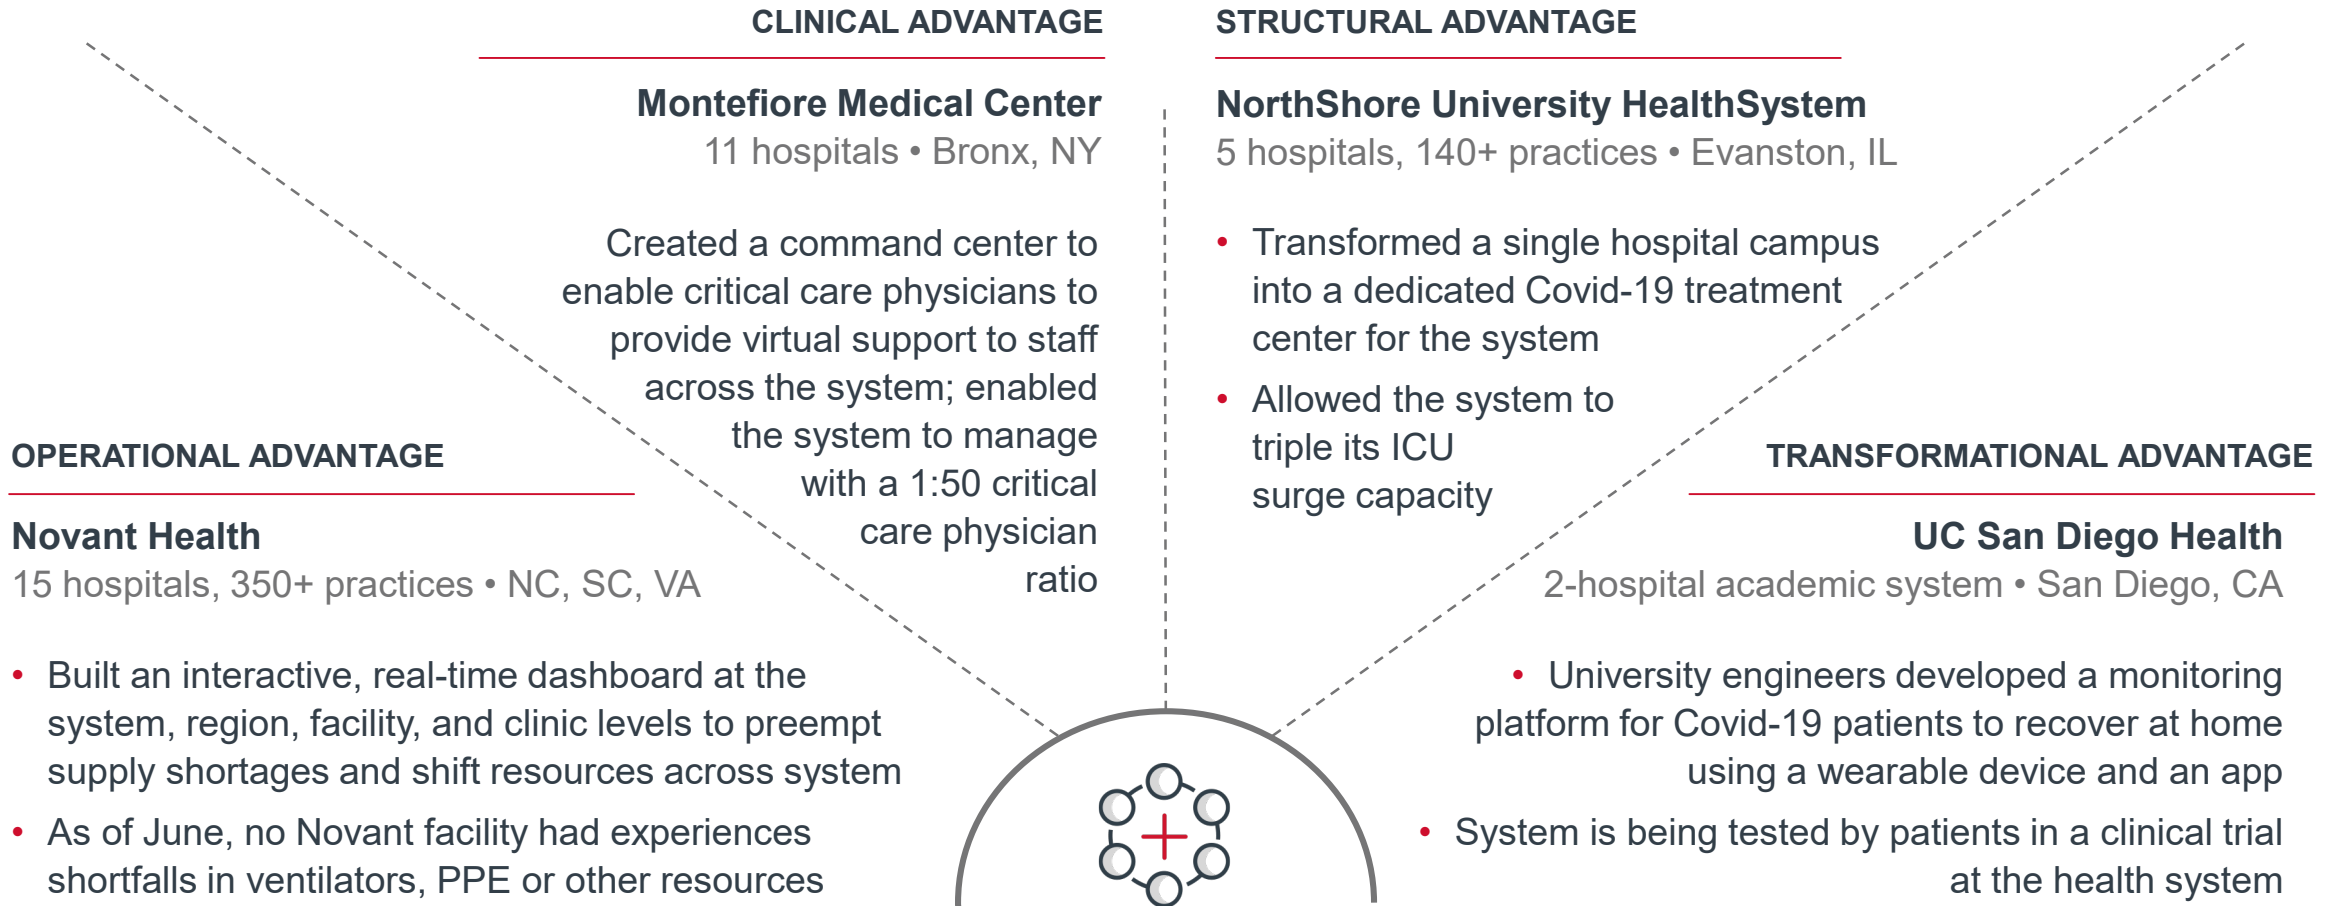 CLINICAL ADVANTAGE
Montefiore Medical Center
11 hospitals • Bronx, NY
Created a command center to
enable critical care physicians to
provide virtual support to staff
across the system; enabled
the system to manage
with a 1:50 critical
care physician
ratio
STRUCTURAL ADVANTAGE
NorthShore University HealthSystem
5 hospitals, 140+ practices • Evanston, IL
• Transformed a single hospital campus
into a dedicated Covid-19 treatment
center for the system
• Allowed the system to
triple its ICU
surge capacity
OPERATIONAL ADVANTAGE
Novant Health
15 hospitals, 350+ practices • NC, SC, VA
• Built an interactive, real-time dashboard at the
system, region, facility, and clinic levels to preempt
supply shortages and shift resources across system
• As of June, no Novant facility had experiences
shortfalls in ventilators, PPE or other resources
TRANSFORMATIONAL ADVANTAGE
UC San Diego Health
2-hospital academic system • San Diego, CA
• University engineers developed a monitoring
platform for Covid-19 patients to recover at home
using a wearable device and an app
• System is being tested by patients in a clinical trial
at the health system